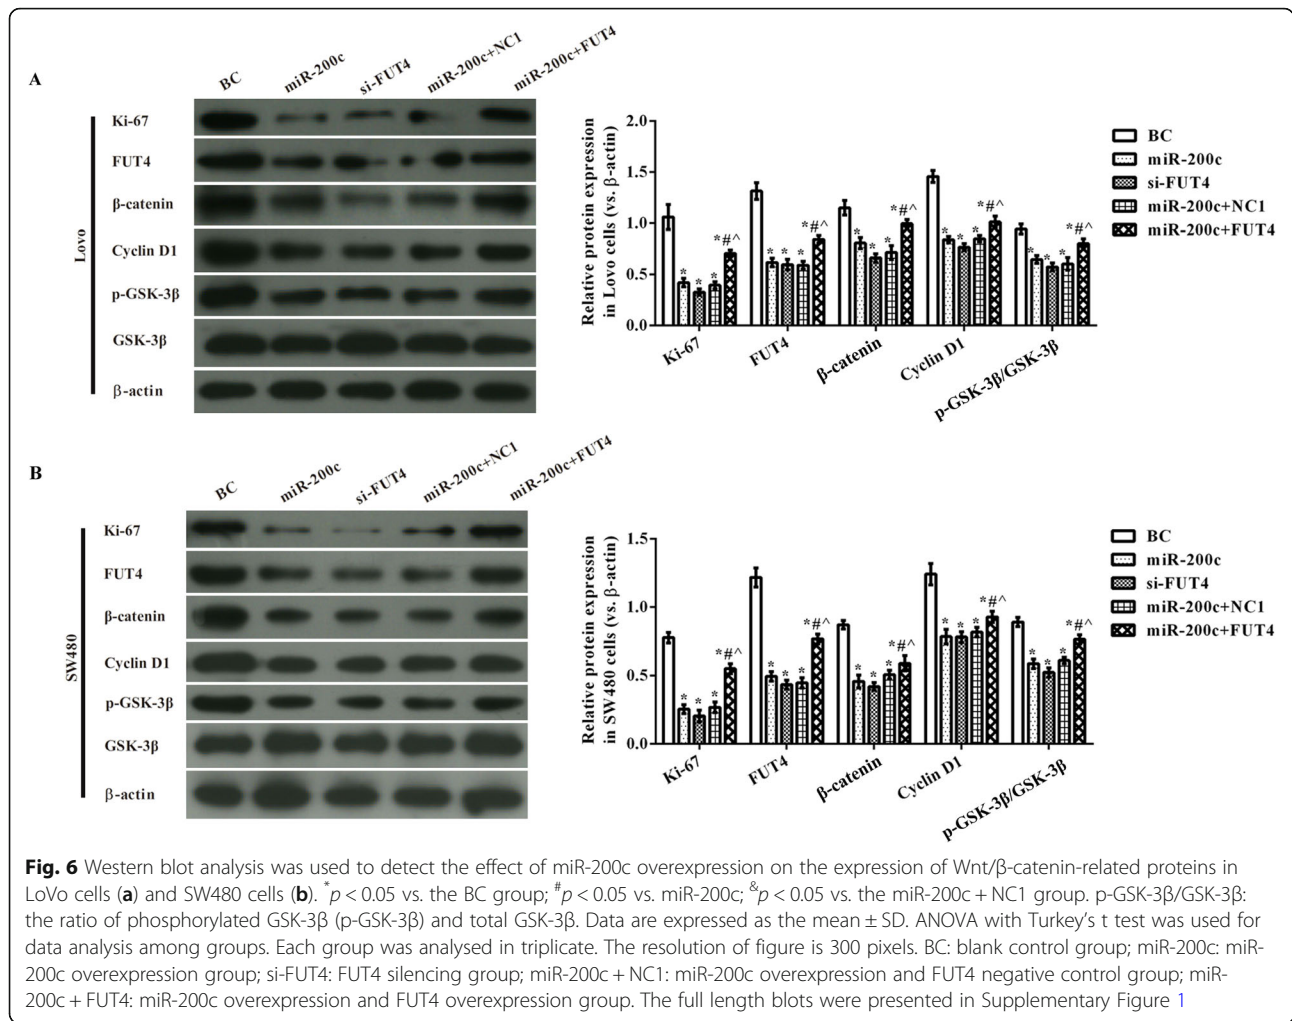 A
BC
miR-200c
si-FUT4
miR-200c+NC1
miR-200c+FUT4
Lovo
Ki-67
FUT4
β-catenin
Cyclin D1
p-GSK-3β
GSK-3β
β-actin
Relative protein expression
in Lovo cells (vs. β-actin)
2.0
1.5
1.0
0.5
0.0
* * * *#^
* * * *#^
* * * *#^
* * * *#^
* * * *#^
Ki-67
FUT4
β-catenin
Cyclin D1
p-GSK-3β/GSK-3β
BC
miR-200c
si-FUT4
miR-200c+NC1
miR-200c+FUT4
B
BC
miR-200c
si-FUT4
miR-200c+NC1
miR-200c+FUT4
SW480
Ki-67
FUT4
β-catenin
Cyclin D1
p-GSK-3β
GSK-3β
β-actin
Relative protein expression
in SW480 cells (vs. β-actin)
1.5
1.0
0.5
0.0
* * * *#^
* * * *#^
* * * *#^
* * * *#^
* * * *#^
Ki-67
FUT4
β-catenin
Cyclin D1
p-GSK-3β/GSK-3β
BC
miR-200c
si-FUT4
miR-200c+NC1
miR-200c+FUT4
Fig. 6 Western blot analysis was used to detect the effect of miR-200c overexpression on the expression of Wnt/β-catenin-related proteins in
LoVo cells (a) and SW480 cells (b). *p < 0.05 vs. the BC group; #p < 0.05 vs. miR-200c; &p < 0.05 vs. the miR-200c + NC1 group. p-GSK-3β/GSK-3β:
the ratio of phosphorylated GSK-3β (p-GSK-3β) and total GSK-3β. Data are expressed as the mean ± SD. ANOVA with Turkey's t test was used for
data analysis among groups. Each group was analysed in triplicate. The resolution of figure is 300 pixels. BC: blank control group; miR-200c: miR-
200c overexpression group; si-FUT4: FUT4 silencing group; miR-200c + NC1: miR-200c overexpression and FUT4 negative control group; miR-
200c + FUT4: miR-200c overexpression and FUT4 overexpression group. The full length blots were presented in Supplementary Figure 1